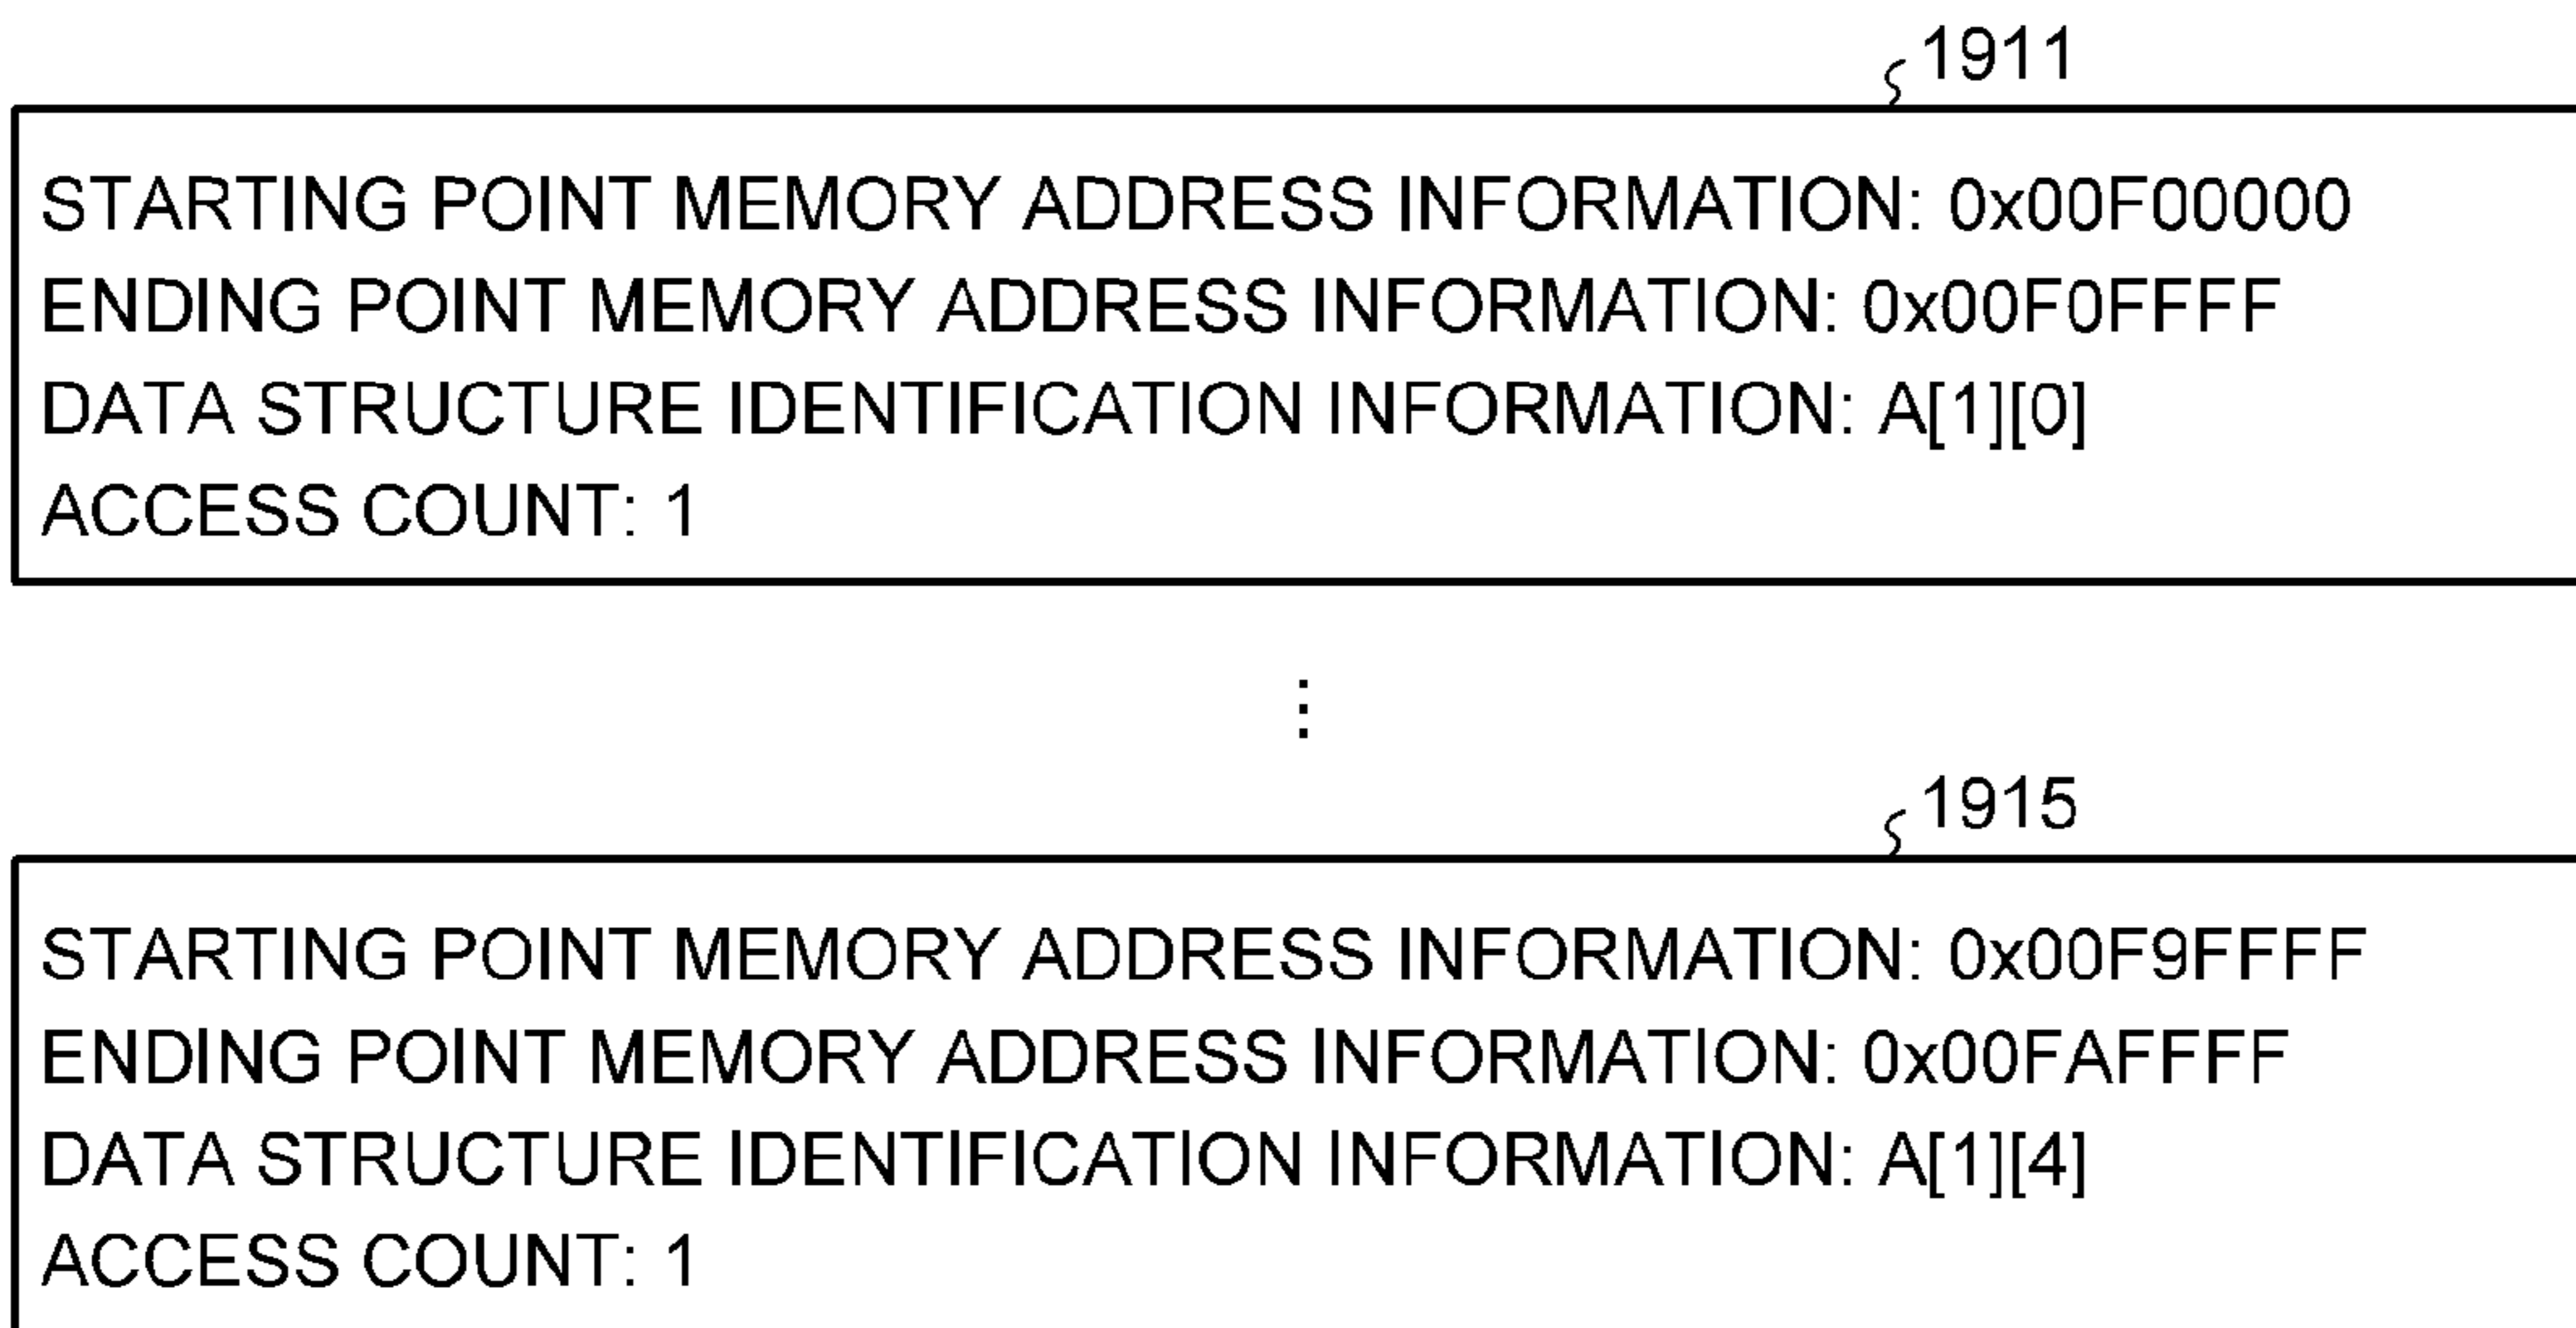 1911
STARTING POINT MEMORY ADDRESS INFORMATION: 0x00F00000
ENDING POINT MEMORY ADDRESS INFORMATION: 0x00F0FFFF
DATA STRUCTURE IDENTIFICATION INFORMATION: A[1][0]
ACCESS COUNT: 1
⋮
1915
STARTING POINT MEMORY ADDRESS INFORMATION: 0x00F9FFFF
ENDING POINT MEMORY ADDRESS INFORMATION: 0x00FAFFFF
DATA STRUCTURE IDENTIFICATION INFORMATION: A[1][4]
ACCESS COUNT: 1